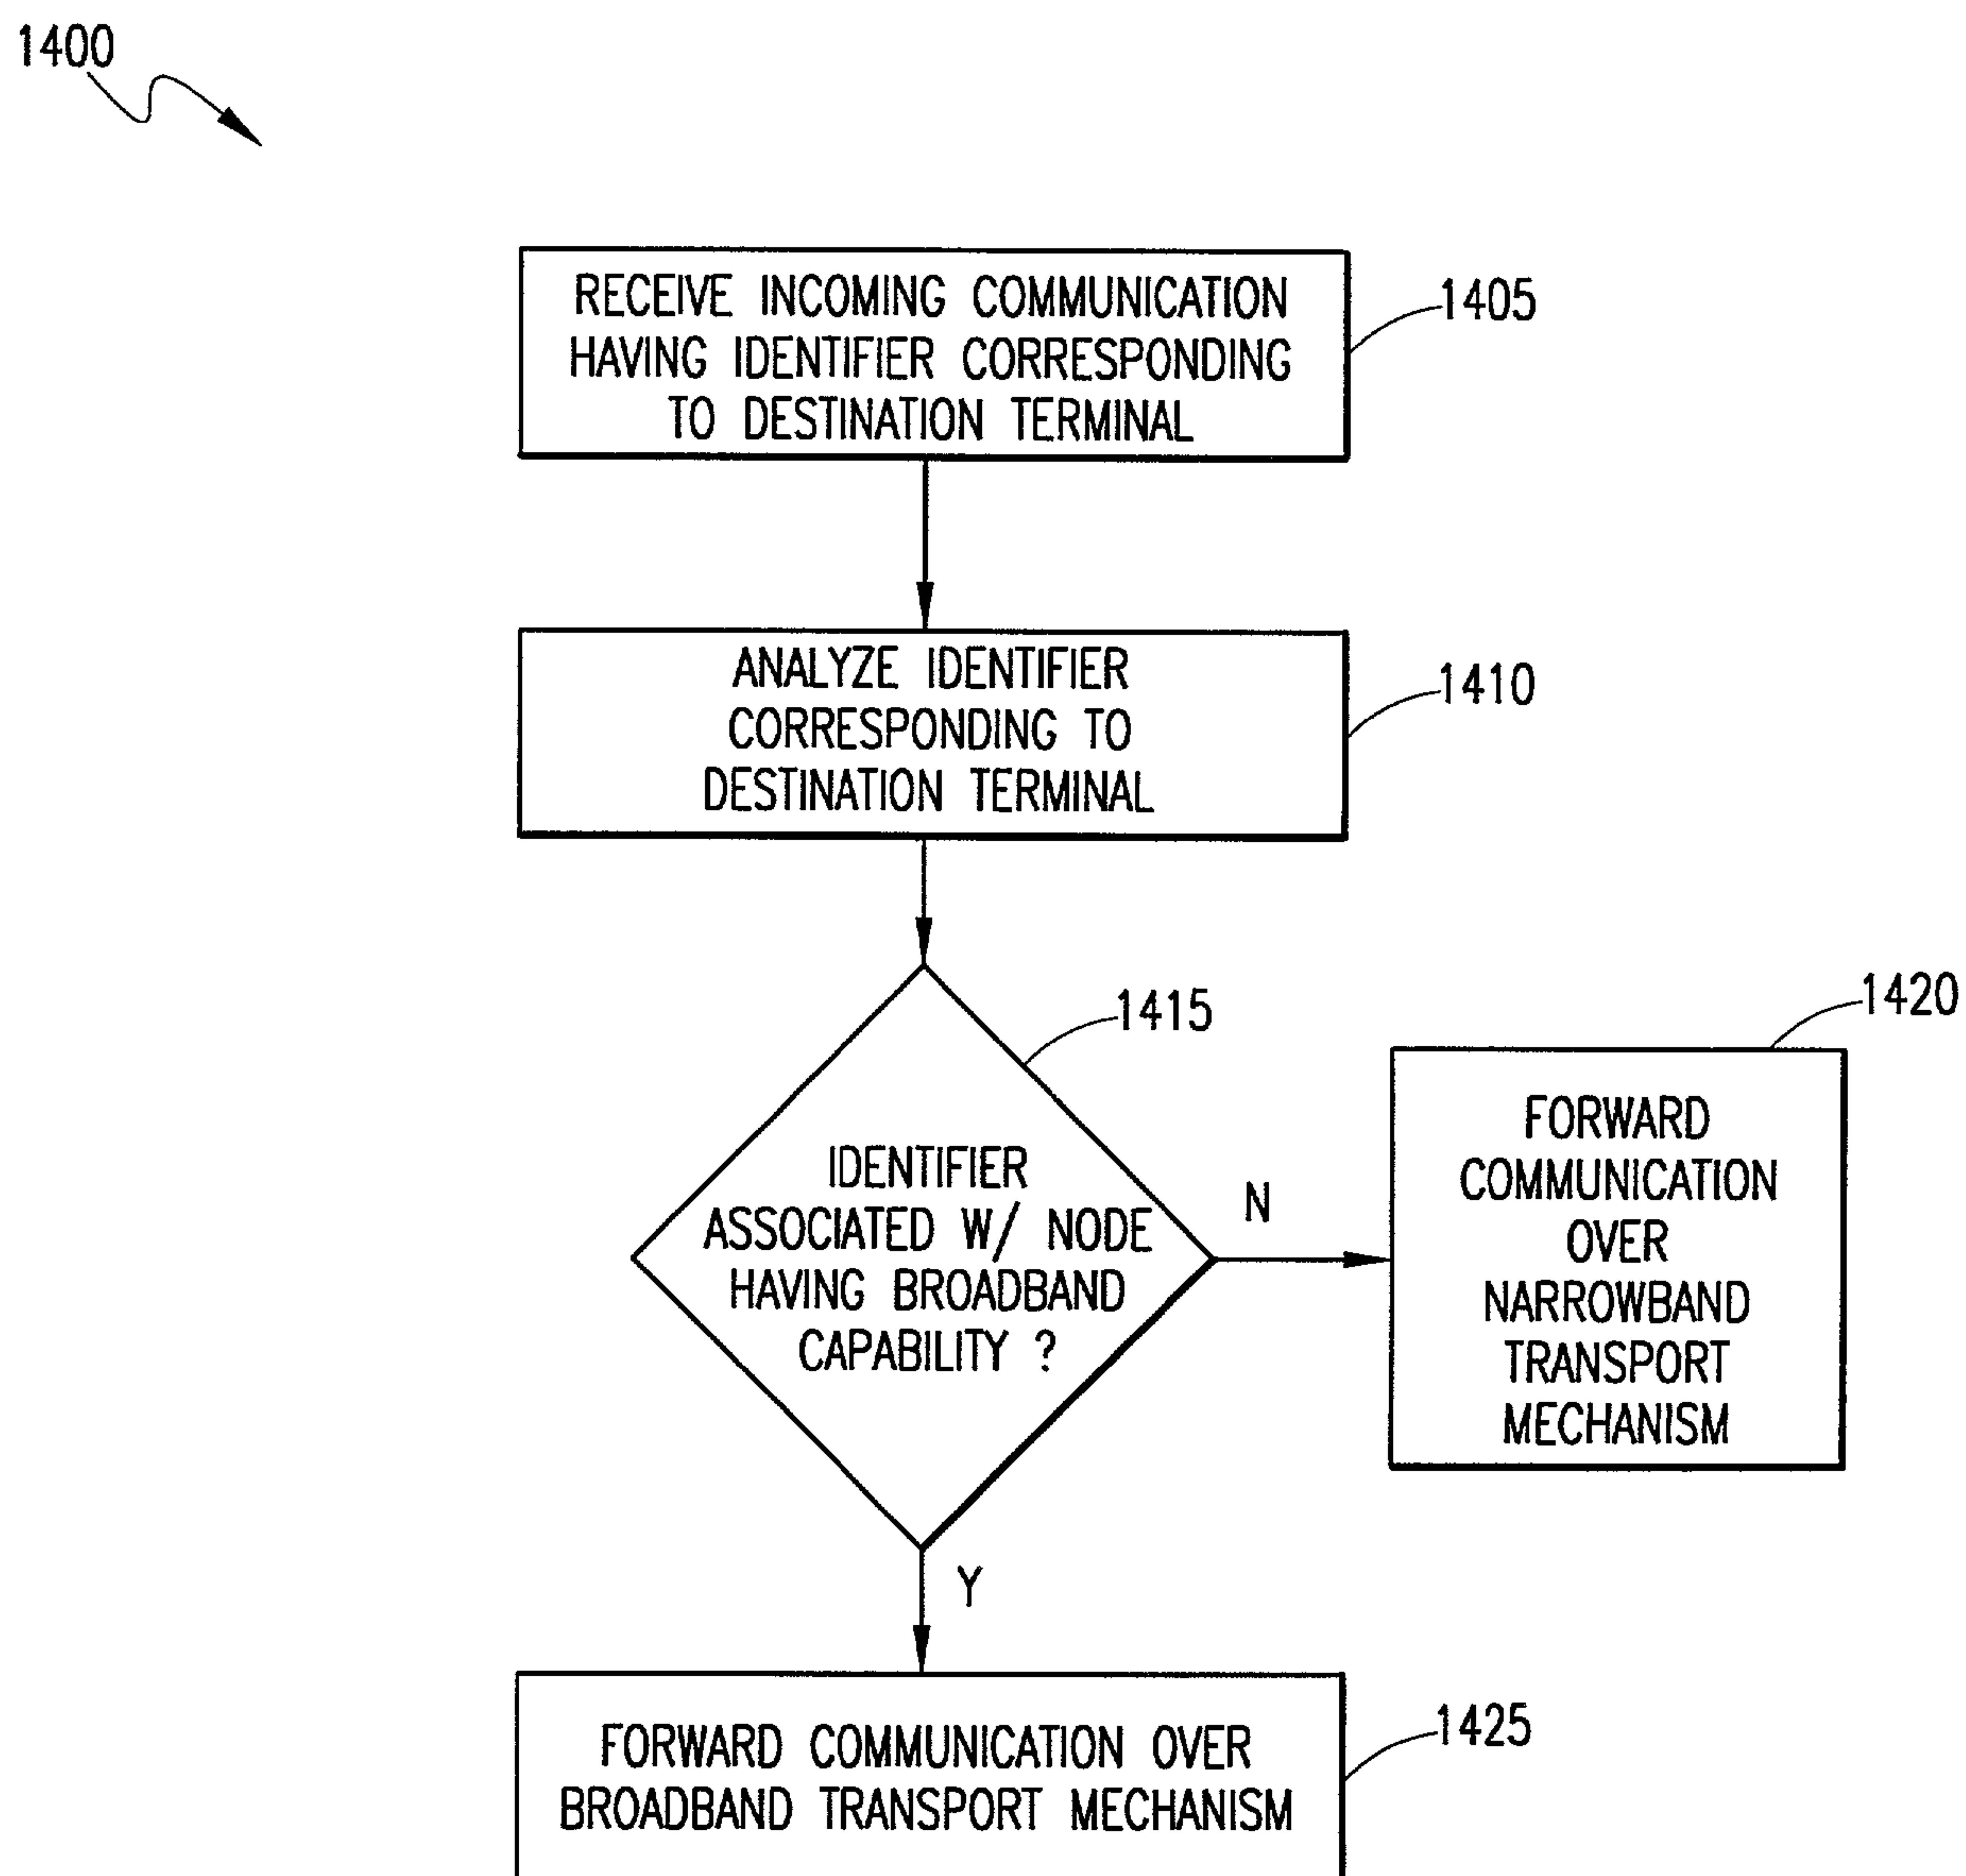 1400
RECEIVE INCOMING COMMUNICATION
HAVING IDENTIFIER CORRESPONDING
TO DESTINATION TERMINAL
1405
ANALYZE IDENTIFIER
CORRESPONDING TO
DESTINATION TERMINAL
1410
IDENTIFIER
ASSOCIATED W/ NODE
HAVING BROADBAND
CAPABILITY ?
1415
N
1420
FORWARD
COMMUNICATION
OVER
NARROWBAND
TRANSPORT
MECHANISM
Y
FORWARD COMMUNICATION OVER
BROADBAND TRANSPORT MECHANISM
1425